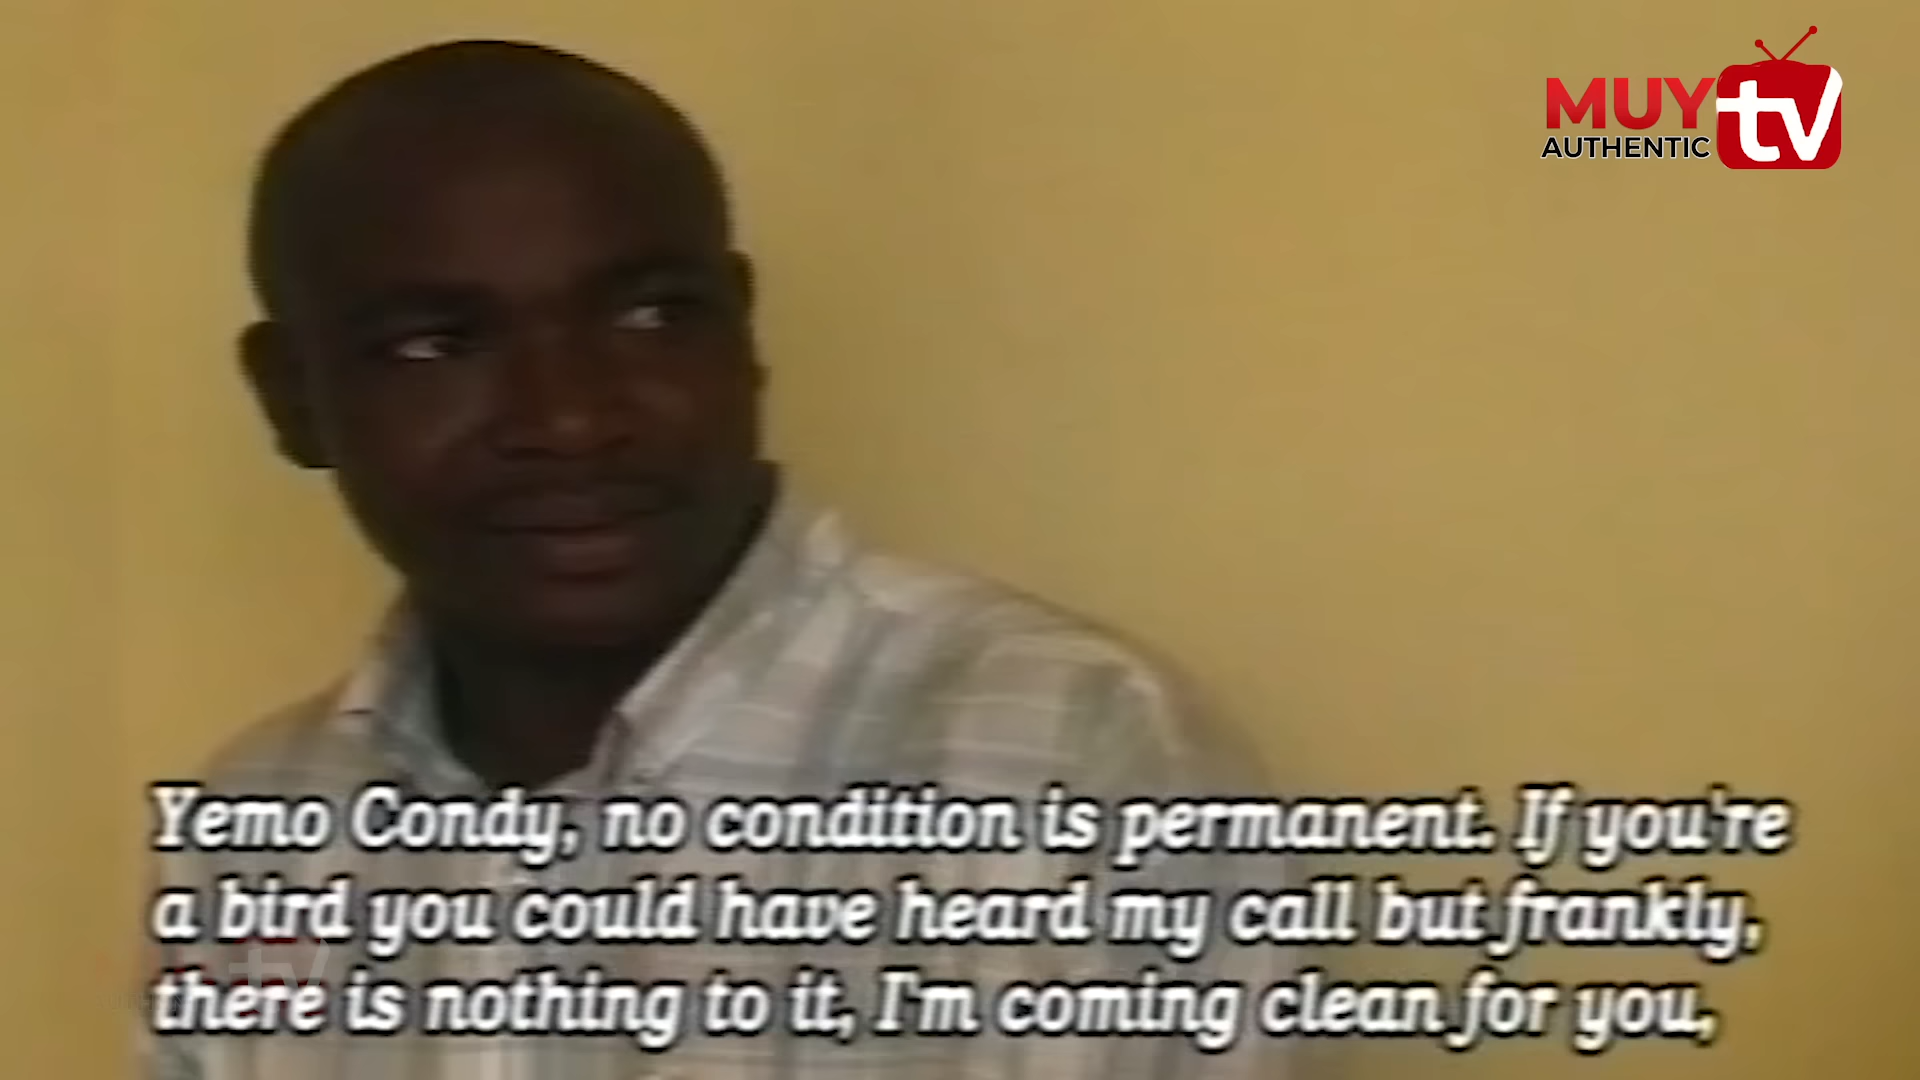 MUY tv
AUTHENTIC
Yemo Condy, no condition is permanent. If you're
a bird you could have heard my call but frankly,
there is nothing to it, I'm coming clean for you,